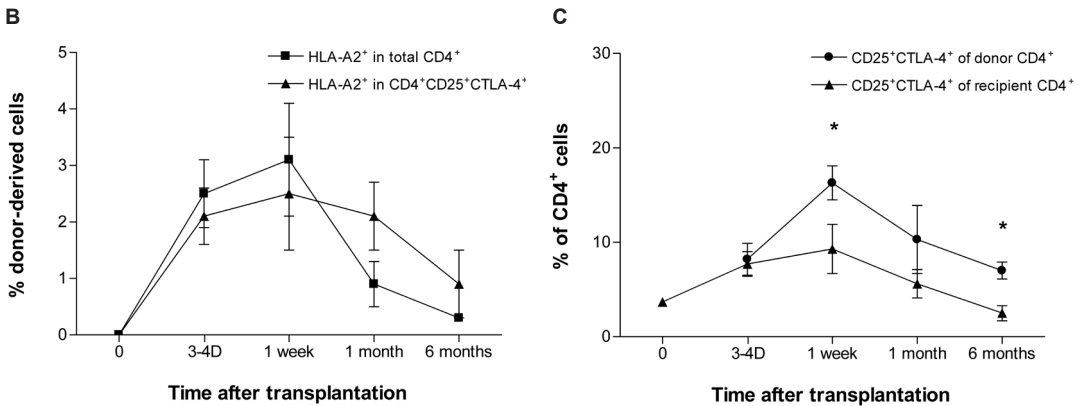 B
5
4
3
2
1
0
% donor-derived cells
HLA-A2⁺ in total CD4⁺
HLA-A2⁺ in CD4⁺CD25⁺CTLA-4⁺
0 3-4D 1 week 1 month 6 months
Time after transplantation
C
30
20
10
0
% of CD4⁺ cells
CD25⁺CTLA-4⁺ of donor CD4⁺
CD25⁺CTLA-4⁺ of recipient CD4⁺
*
*
0 3-4D 1 week 1 month 6 months
Time after transplantation